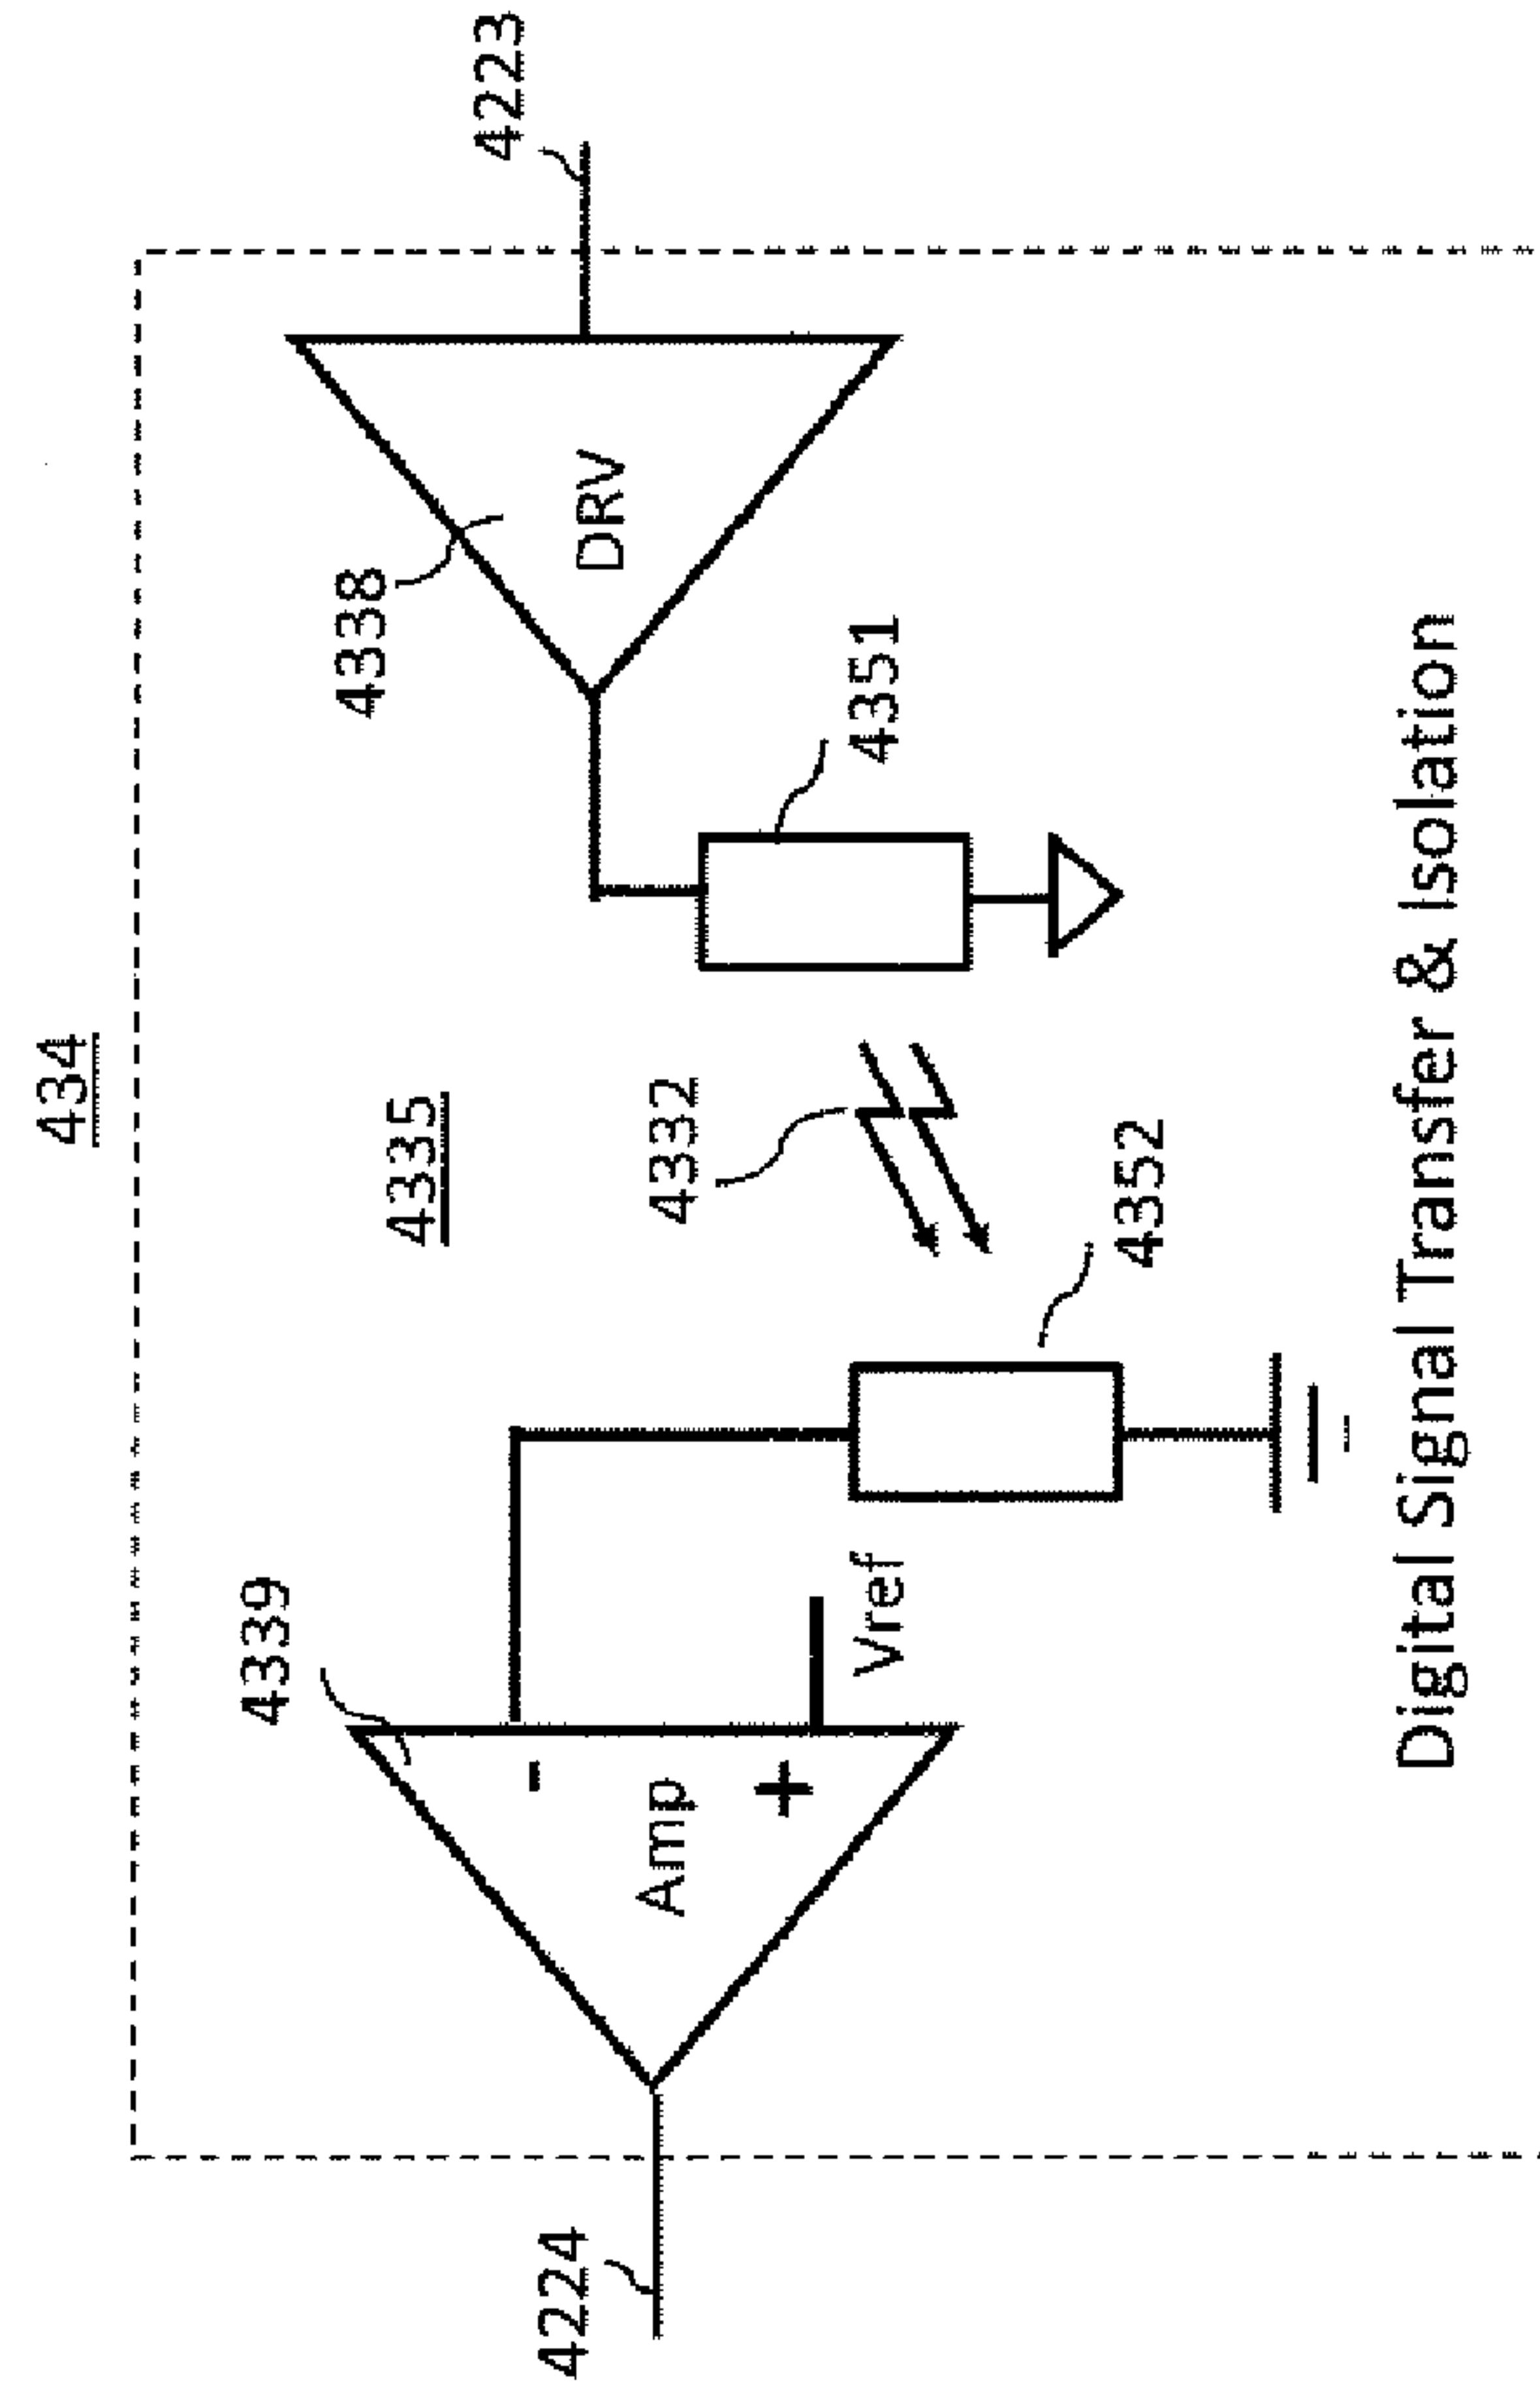 434
4335
4223
4338
DRV
4351
4332
4352
4339
-
Amp
+
Vref
4224
Digital Signal Transfer & Isolation